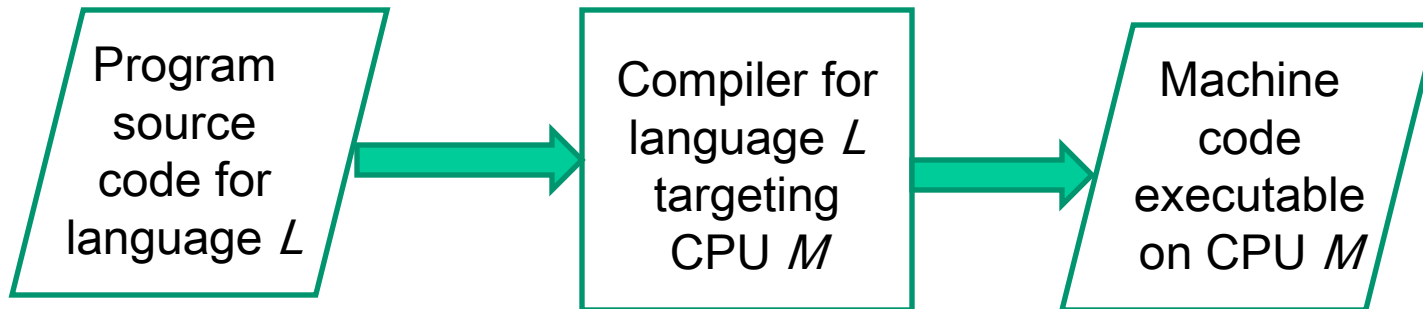 Program
source
code for
language L
Compiler for
language L
targeting
CPU M
Machine
code
executable
on CPU M